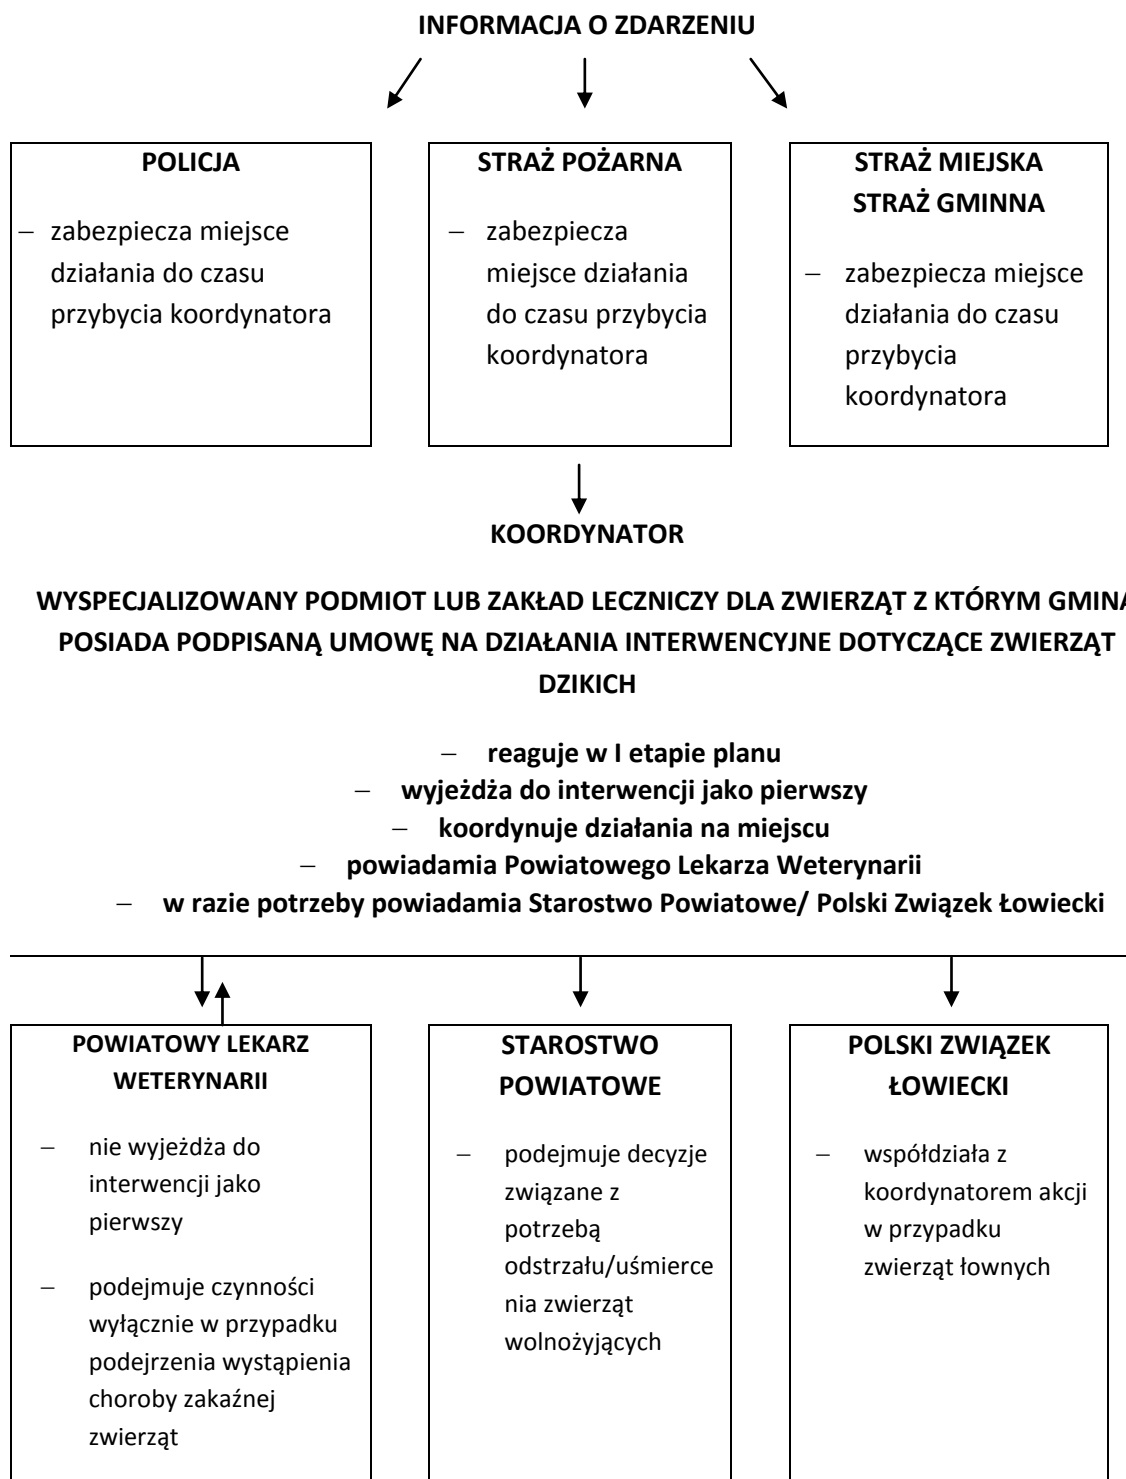 INFORMACJA O ZDARZENIU
POLICJA
– zabezpiecza miejsce
działania do czasu
przybycia koordynatora
STRAŻ POŻARNA
– zabezpiecza
miejsce działania
do czasu przybycia
koordynatora
STRAŻ MIEJSKA
STRAŻ GMINNA
– zabezpiecza miejsce
działania do czasu
przybycia
koordynatora
KOORDYNATOR
WYSPECJALIZOWANY PODMIOT LUB ZAKŁAD LECZNICZY DLA ZWIERZĄT Z KTÓRYM GMINA
POSIADA PODPISANĄ UMOWĘ NA DZIAŁANIA INTERWENCYJNE DOTYCZĄCE ZWIERZĄT
DZIKICH
– reaguje w I etapie planu
– wyjeżdża do interwencji jako pierwszy
– koordynuje działania na miejscu
– powiadamia Powiatowego Lekarza Weterynarii
– w razie potrzeby powiadamia Starostwo Powiatowe/ Polski Związek Łowiecki
POWIATOWY LEKARZ
WETERYNARII
– nie wyjeżdża do
interwencji jako
pierwszy
– podejmuje czynności
wyłącznie w przypadku
podejrzenia wystąpienia
choroby zakaźnej
zwierząt
STAROSTWO
POWIATOWE
– podejmuje decyzje
związane z
potrzebą
odstrzału/uśmierce
nia zwierząt
wolnożyjących
POLSKI ZWIĄZEK
ŁOWIECKI
– współdziała z
koordynatorem akcji
w przypadku
zwierząt łownych